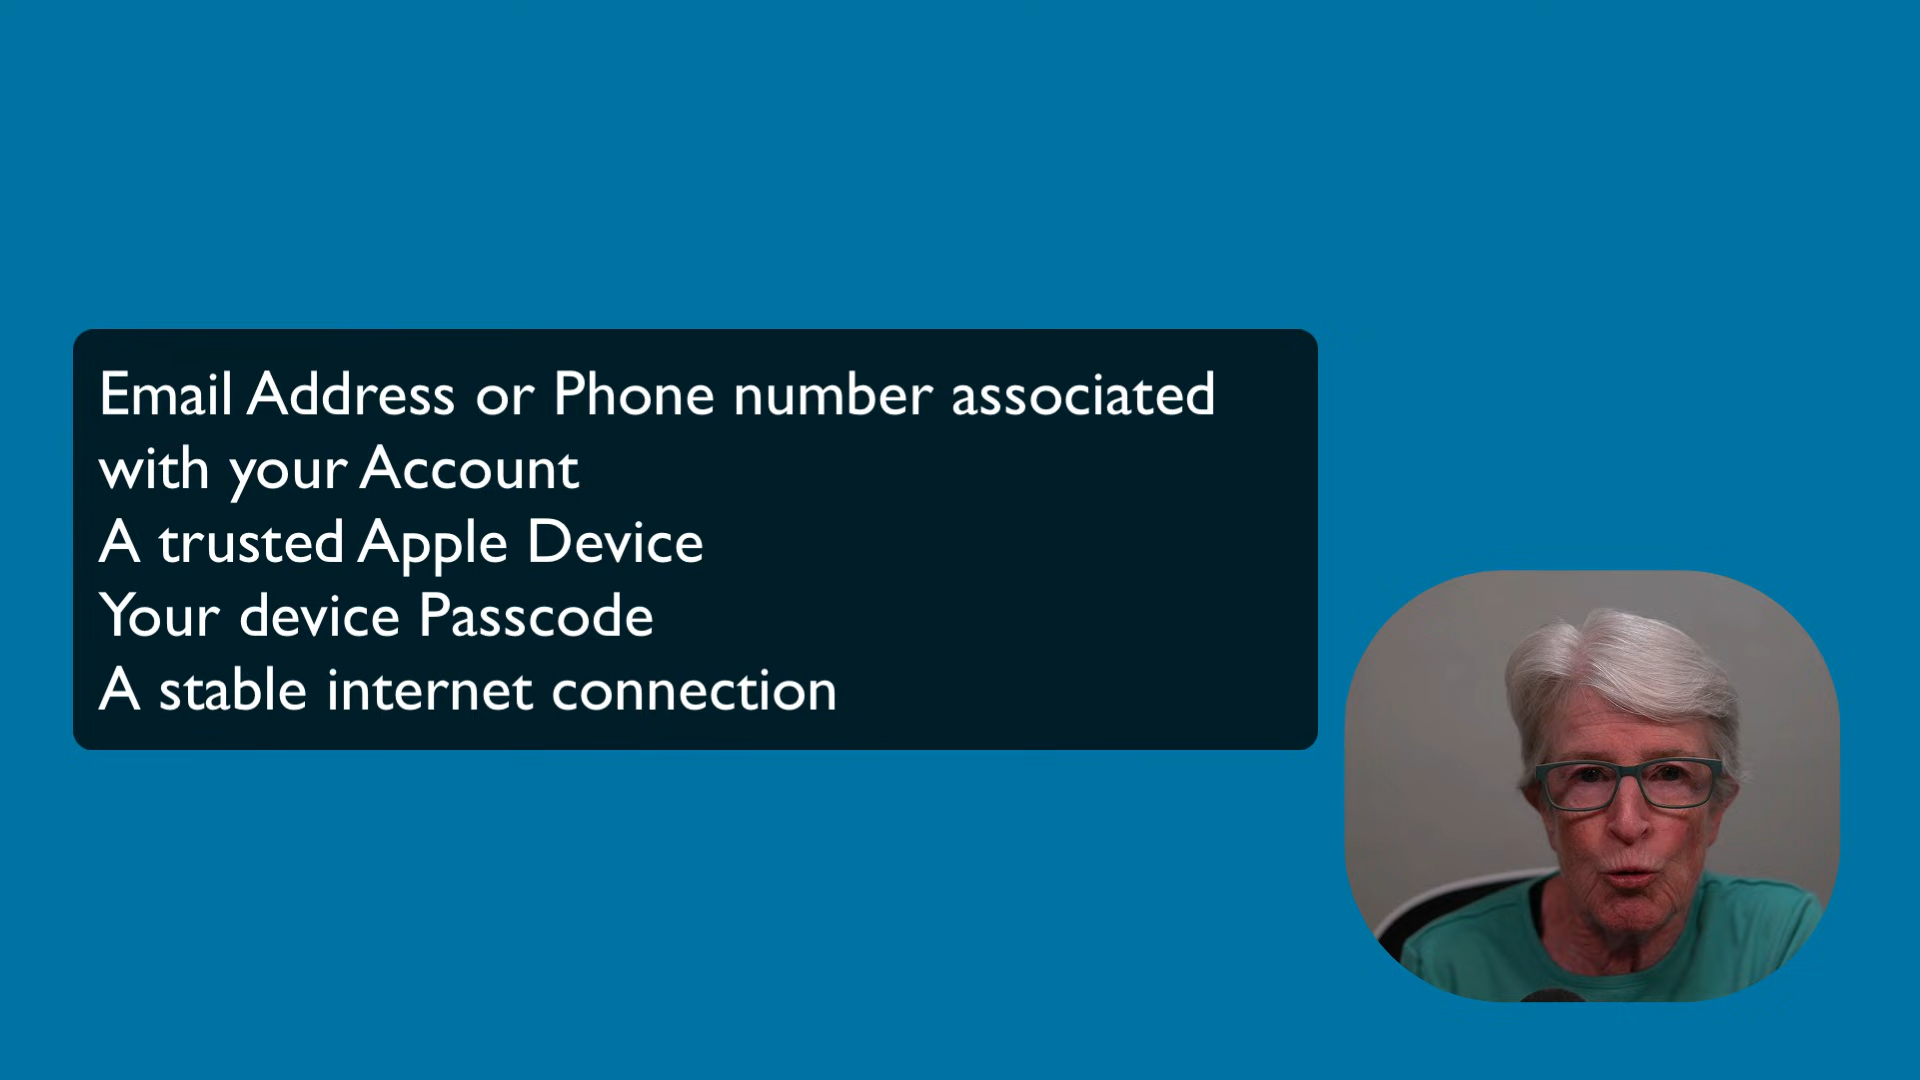 Email Address or Phone number associated
with your Account
A trusted Apple Device
Your device Passcode
A stable internet connection